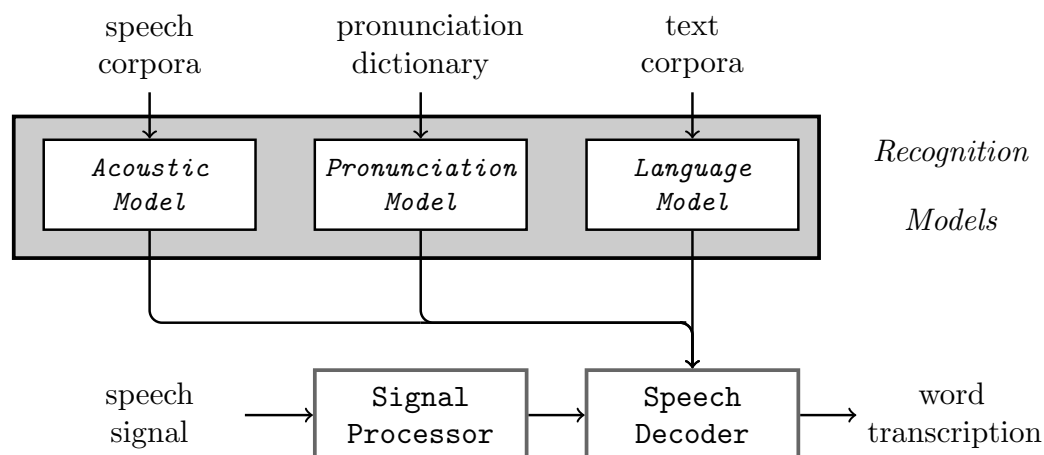 speech
corpora
pronunciation
dictionary
text
corpora
Acoustic
Model
Pronunciation
Model
Language
Model
Recognition
Models
speech
signal
Signal
Processor
Speech
Decoder
word
transcription